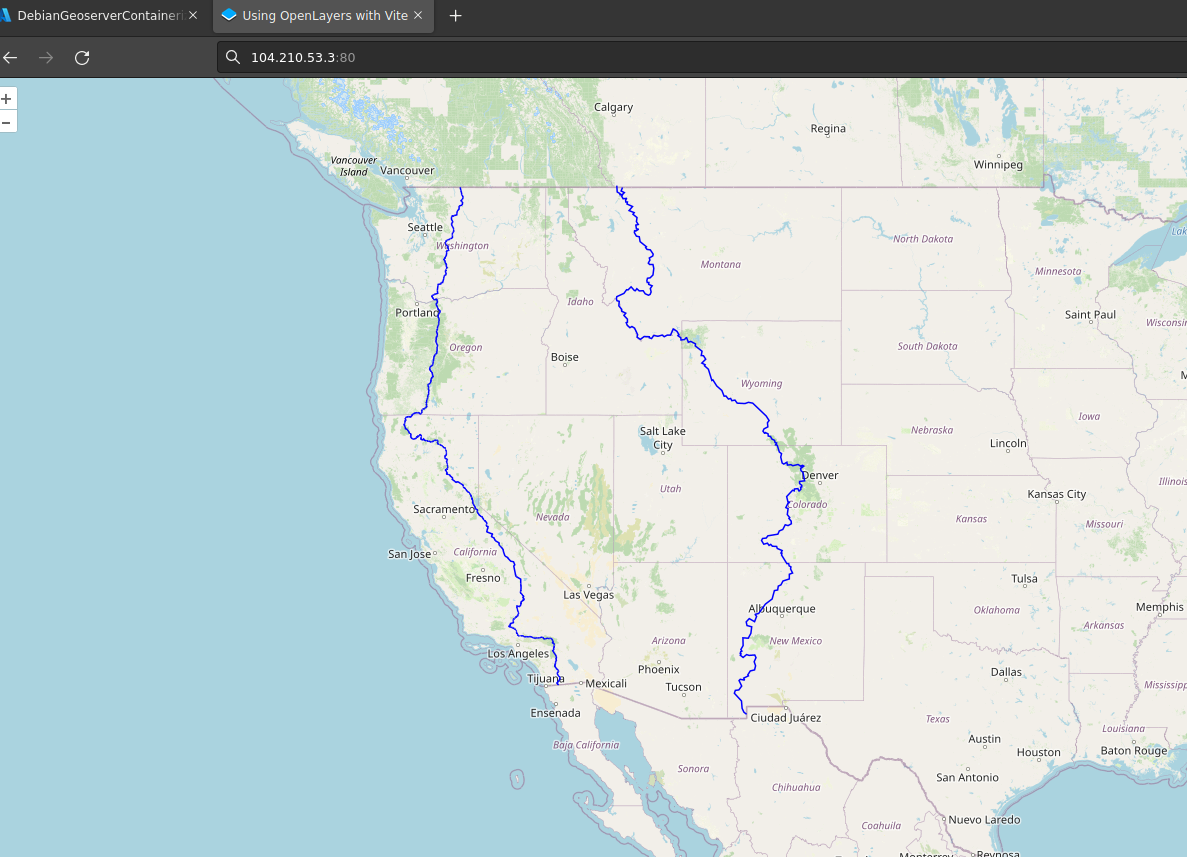 DebianGeoserverContaineri
Using OpenLayers with Vite
104.210.53.3:80
+
−
Calgary
Regina
Winnipeg
Vancouver
Island
Vancouver
Seattle
Washington
North Dakota
Montana
Minnesota
Idaho
Portland
Saint Paul
Oregon
Boise
South Dakota
Wyoming
Iowa
Salt Lake
City
Nebraska
Lincoln
Denver
Utah
Kansas City
Illinois
Colorado
Sacramento
Nevada
Kansas
Missouri
San Jose
California
Fresno
Tulsa
Las Vegas
Albuquerque
Oklahoma
Memphis
Arkansas
Arizona
New Mexico
Los Angeles
Phoenix
Dallas
Tijuana
Mexicali
Tucson
Mississippi
Ensenada
Ciudad Juárez
Texas
Louisiana
Baja California
Austin
Houston
Baton Rouge
Sonora
San Antonio
Chihuahua
Coahuila
Nuevo Laredo
Monterrey
Reynosa